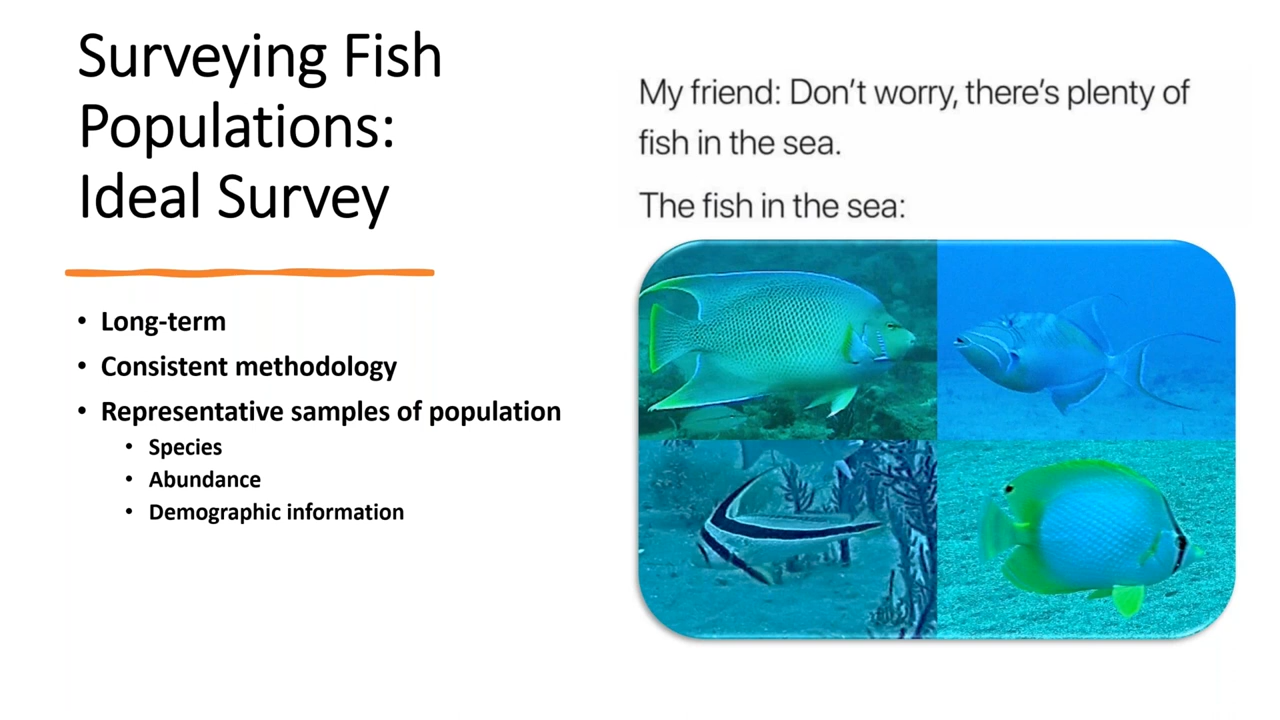 Surveying Fish
Populations:
Ideal Survey
• Long-term
• Consistent methodology
• Representative samples of population
• Species
• Abundance
• Demographic information
My friend: Don’t worry, there’s plenty of
fish in the sea.
The fish in the sea: